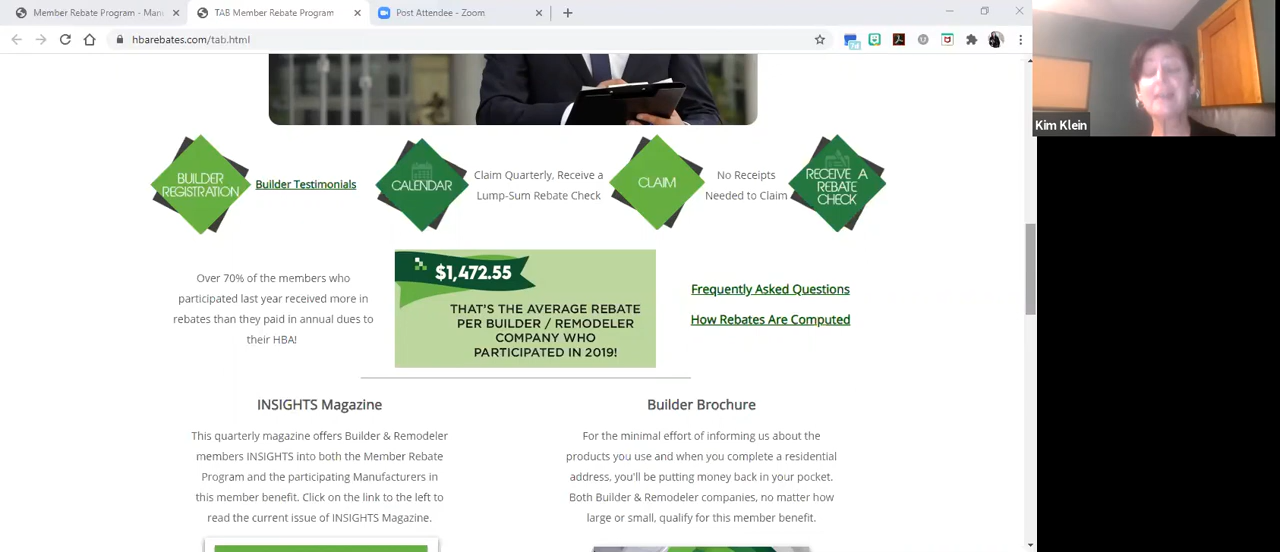 Member Rebate Program - Manu
TAB Member Rebate Program
Post Attendee - Zoom
hbarebates.com/tab.html
Kim Klein
BUILDER
REGISTRATION
Builder Testimonials
CALENDAR
Claim Quarterly, Receive a
Lump-Sum Rebate Check
CLAIM
No Receipts
Needed to Claim
RECEIVE A
REBATE
CHECK
Over 70% of the members who
participated last year received more in
rebates than they paid in annual dues to
their HBA!
$1,472.55
THAT'S THE AVERAGE REBATE
PER BUILDER / REMODELER
COMPANY WHO
PARTICIPATED IN 2019!
Frequently Asked Questions
How Rebates Are Computed
INSIGHTS Magazine
This quarterly magazine offers Builder & Remodeler
members INSIGHTS into both the Member Rebate
Program and the participating Manufacturers in
this member benefit. Click on the link to the left to
read the current issue of INSIGHTS Magazine.
Builder Brochure
For the minimal effort of informing us about the
products you use and when you complete a residential
address, you'll be putting money back in your pocket.
Both Builder & Remodeler companies, no matter how
large or small, qualify for this member benefit.